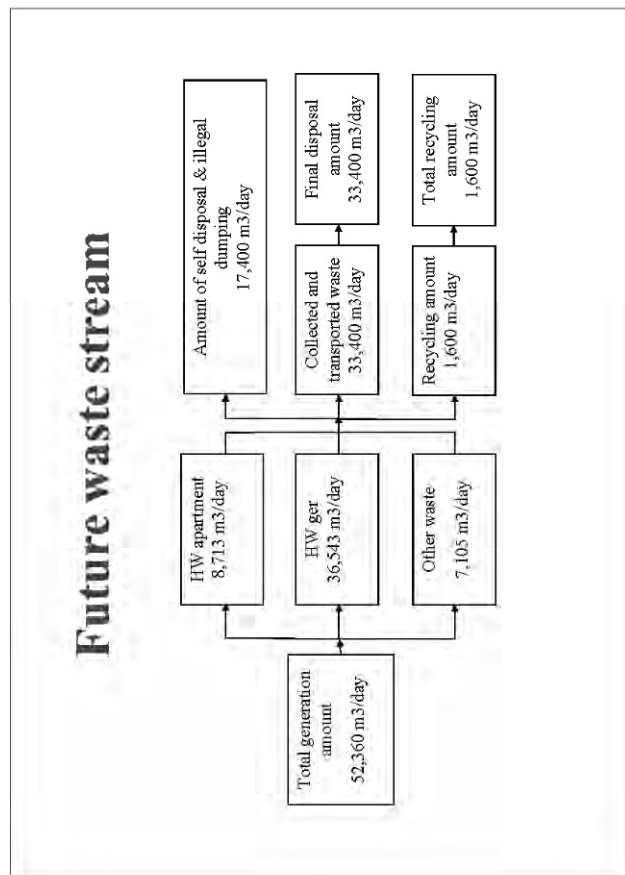 Future waste stream
Total generation
amount
52,360 m3/day
HW apartment
8,713 m3/day
HW ger
36,543 m3/day
Other waste
7,105 m3/day
Amount of self disposal & illegal
dumping
17,400 m3/day
Collected and
transported waste
33,400 m3/day
Recycling amount
1,600 m3/day
Final disposal
amount
33,400 m3/day
Total recycling
amount
1,600 m3/day